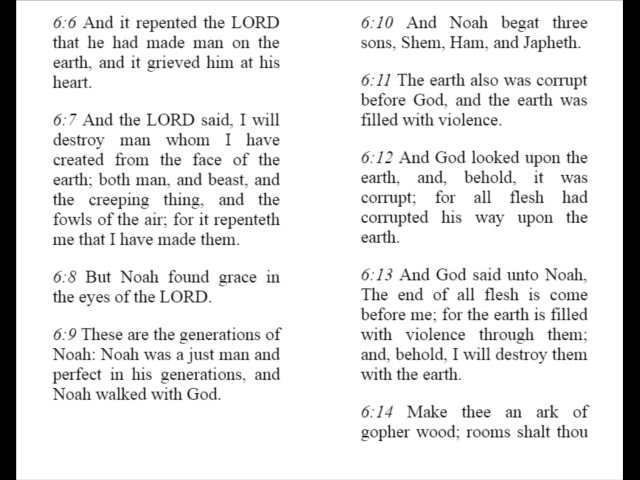 6:6 And it repented the LORD
that he had made man on the
earth, and it grieved him at his
heart.
6:7 And the LORD said, I will
destroy man whom I have
created from the face of the
earth; both man, and beast, and
the creeping thing, and the
fowls of the air; for it repenteth
me that I have made them.
6:8 But Noah found grace in
the eyes of the LORD.
6:9 These are the generations of
Noah: Noah was a just man and
perfect in his generations, and
Noah walked with God.
6:10 And Noah begat three
sons, Shem, Ham, and Japheth.
6:11 The earth also was corrupt
before God, and the earth was
filled with violence.
6:12 And God looked upon the
earth, and, behold, it was
corrupt; for all flesh had
corrupted his way upon the
earth.
6:13 And God said unto Noah,
The end of all flesh is come
before me; for the earth is filled
with violence through them;
and, behold, I will destroy them
with the earth.
6:14 Make thee an ark of
gopher wood; rooms shalt thou